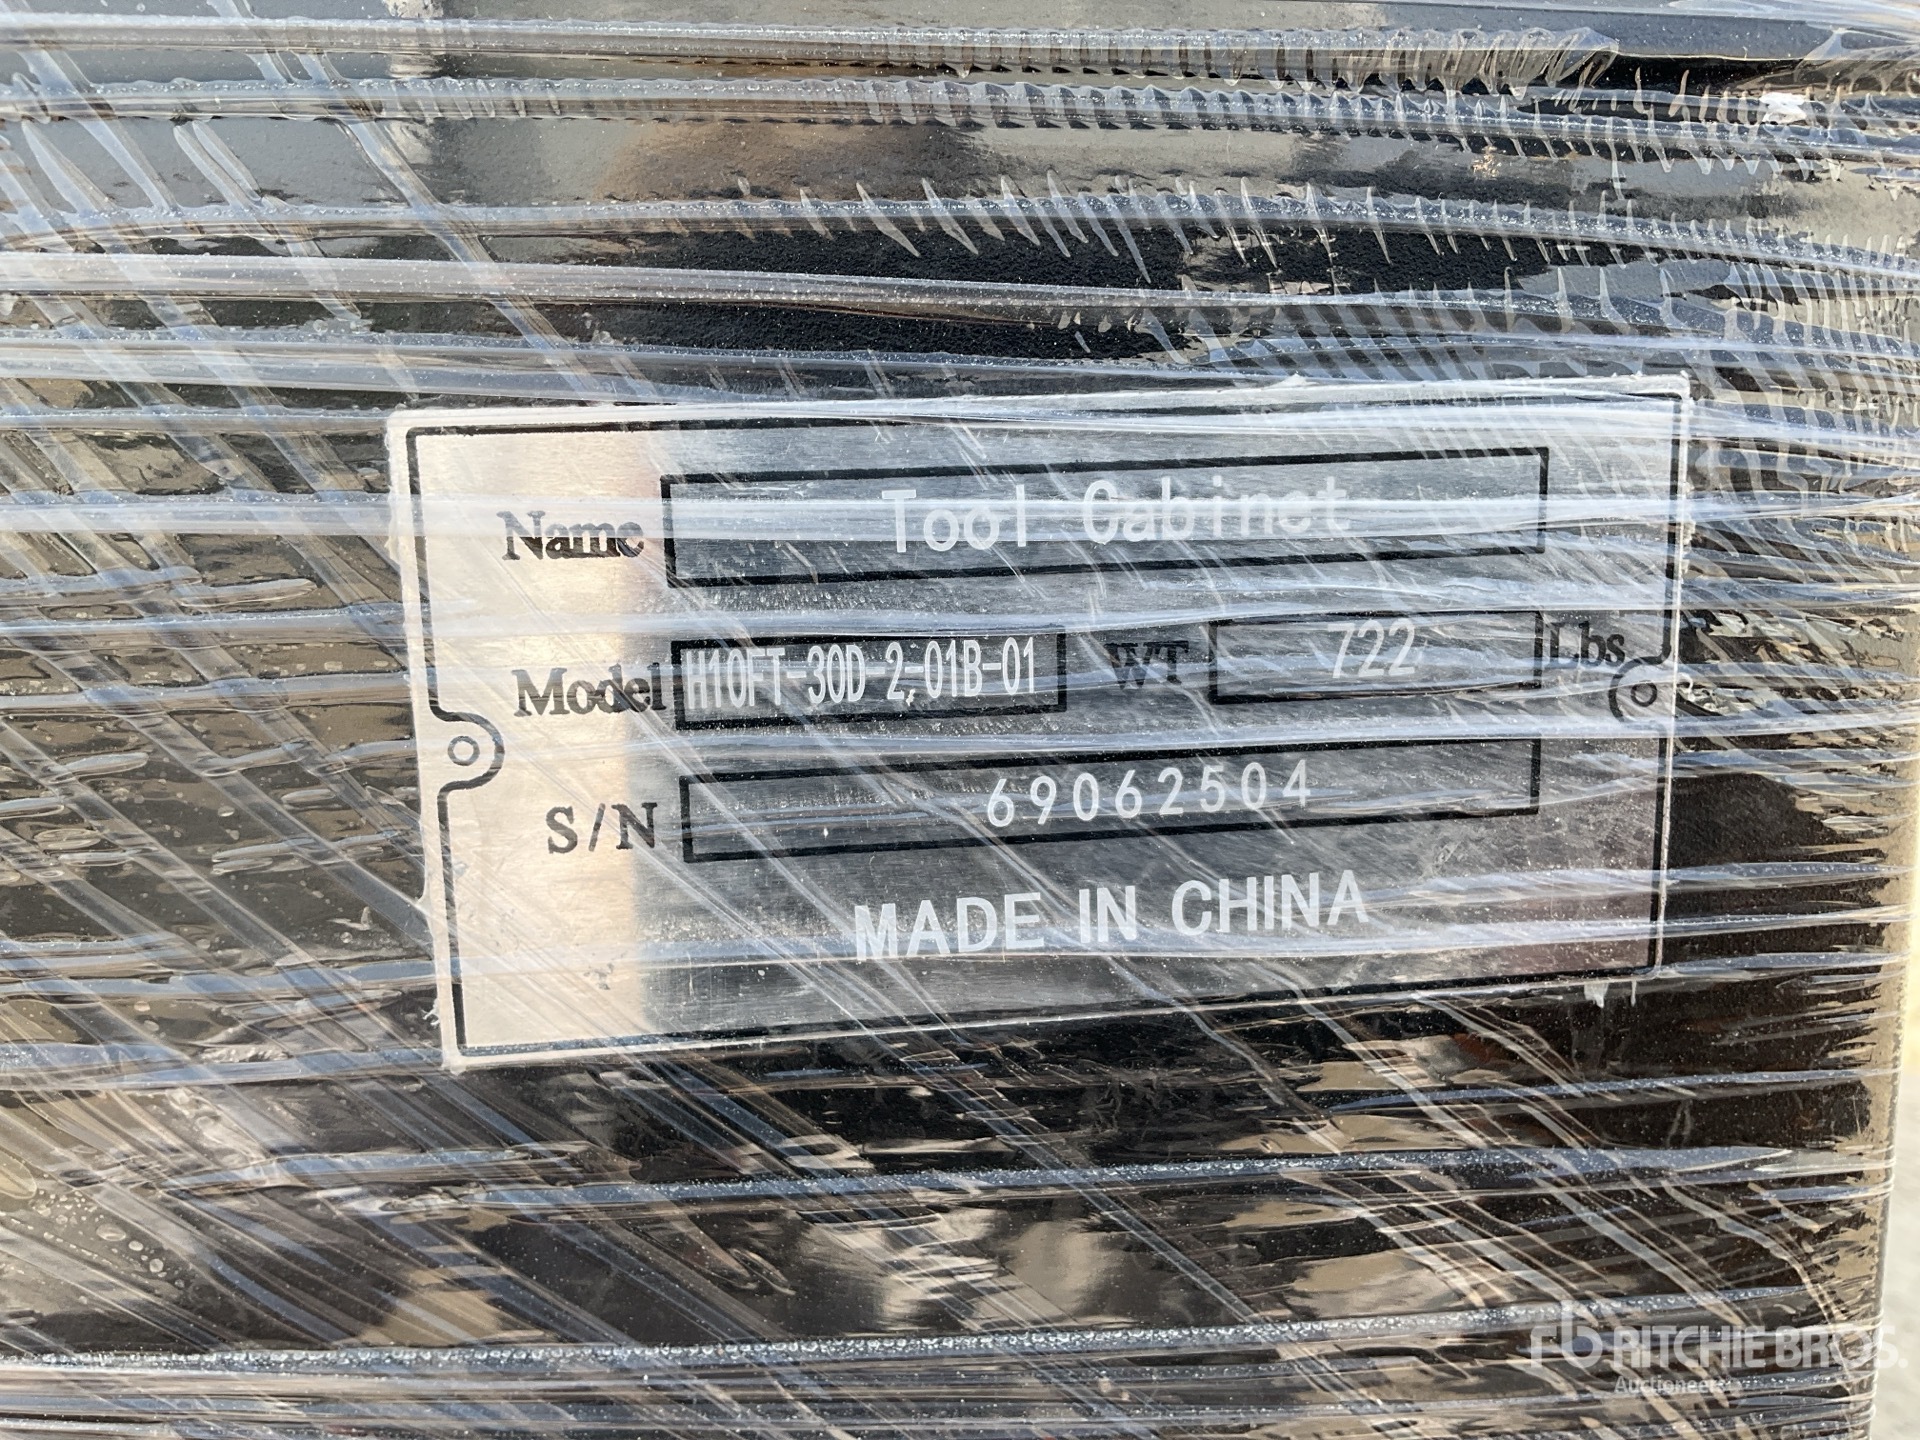 Name Tool Cabinet
Model H10FT-30D-2,01B-01 WT 722 Lbs
S/N 69062504
MADE IN CHINA
rb RITCHIE BROS.
Auctioneers